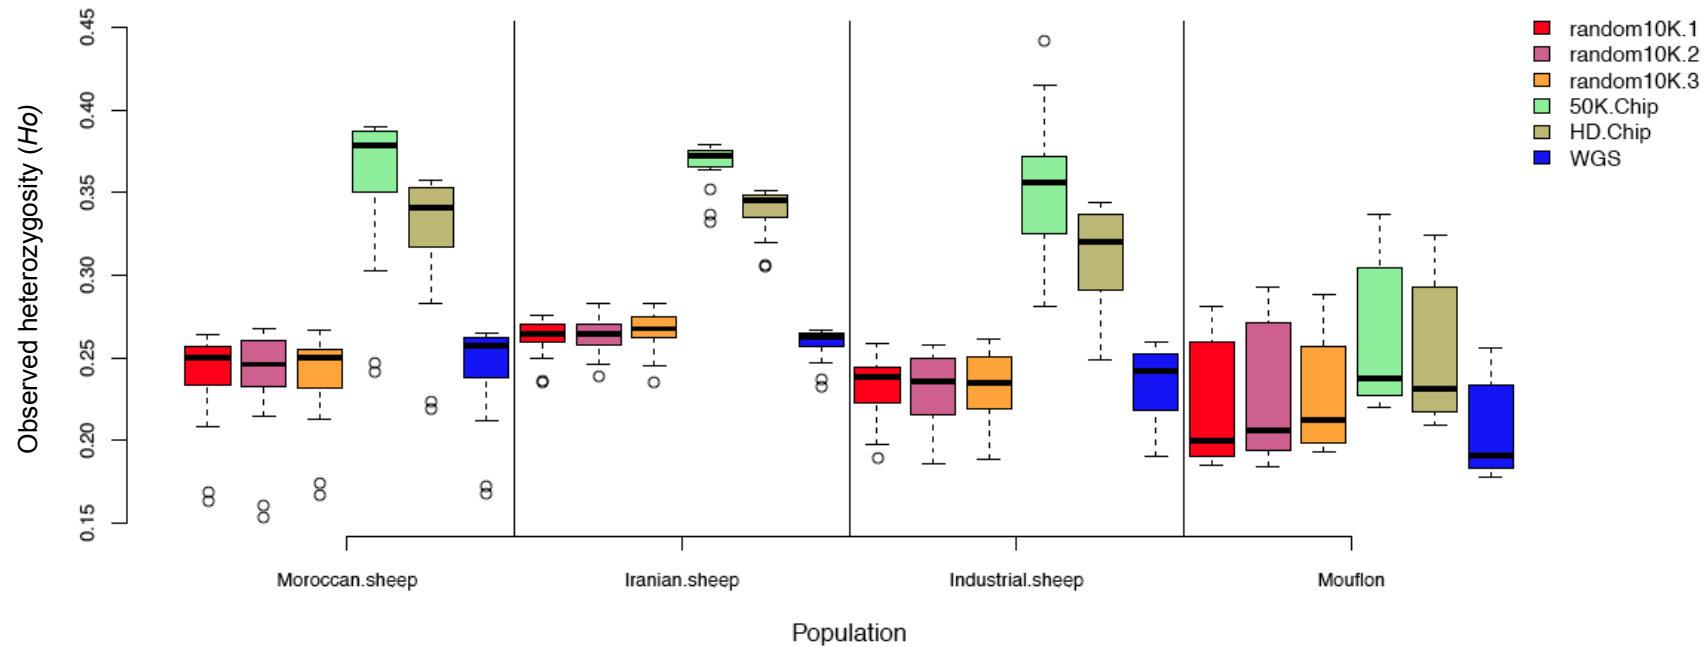 Observed heterozygosity (Ho)
0.45
0.40
0.35
0.30
0.25
0.20
0.15
random10K.1
random10K.2
random10K.3
50K.Chip
HD.Chip
WGS
Moroccan.sheep
Iranian.sheep
Industrial.sheep
Mouflon
Population